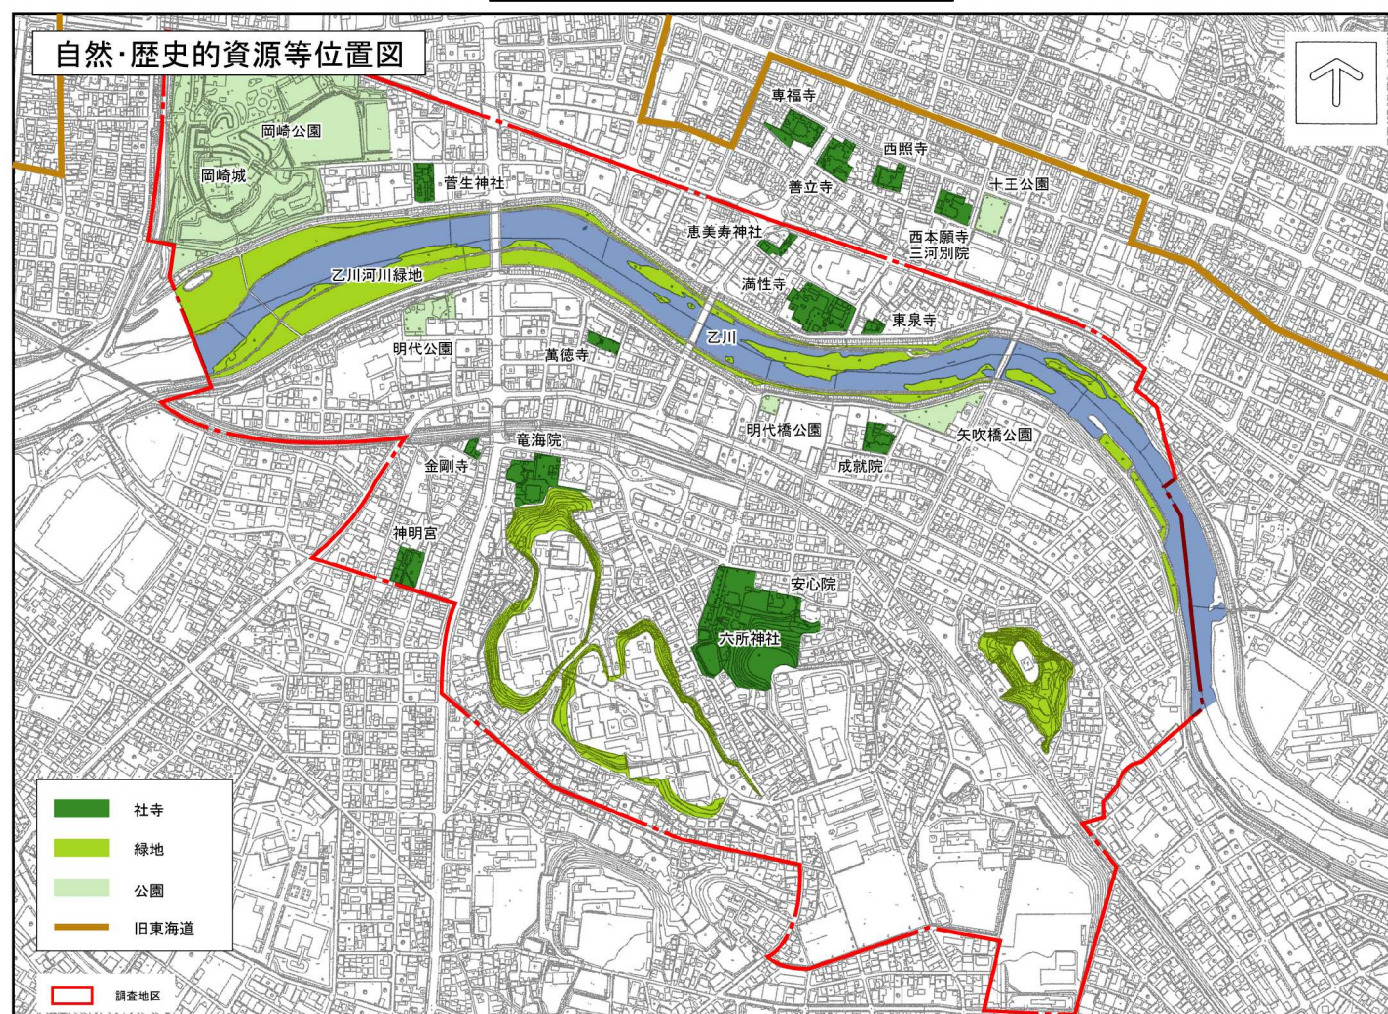 自然・歴史的資源等位置図
専福寺
岡崎公園
西照寺
岡崎城
菅生神社
善立寺
十王公園
恵美寿神社
西本願寺
三河別院
乙川河川緑地
満性寺
東泉寺
乙川
明代公園
萬徳寺
明代橋公園
矢吹橋公園
竜海院
金剛寺
成就院
神明宮
安心院
六所神社
社寺
緑地
公園
旧東海道
調査地区